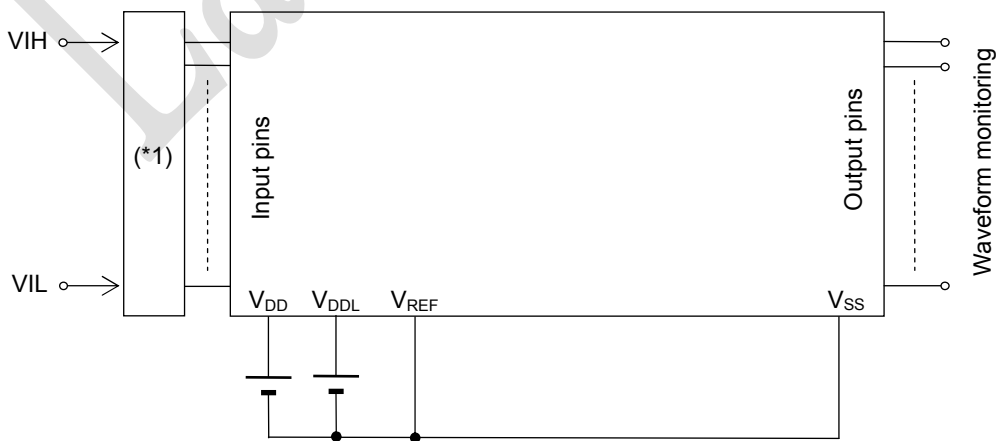 VIH
(*1)
VIL
Input pins
Output pins
Waveform monitoring
VDD
VDDL
VREF
VSS